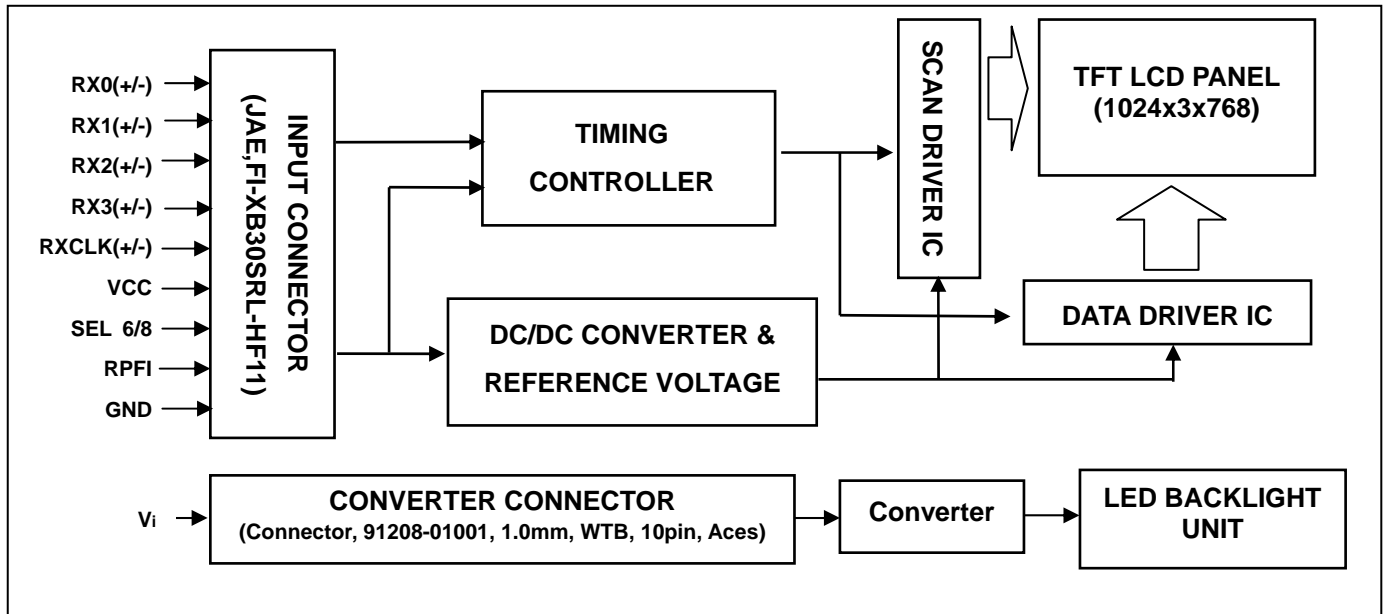 RX0(+/-)
RX1(+/-)
RX2(+/-)
RX3(+/-)
RXCLK(+/-)
VCC
SEL 6/8
RPFI
GND
INPUT CONNECTOR
(JAE,FI-XB30SRL-HF11)
TIMING
CONTROLLER
DC/DC CONVERTER &
REFERENCE VOLTAGE
SCAN DRIVER IC
TFT LCD PANEL
(1024x3x768)
DATA DRIVER IC
Vi
CONVERTER CONNECTOR
(Connector, 91208-01001, 1.0mm, WTB, 10pin, Aces)
Converter
LED BACKLIGHT
UNIT